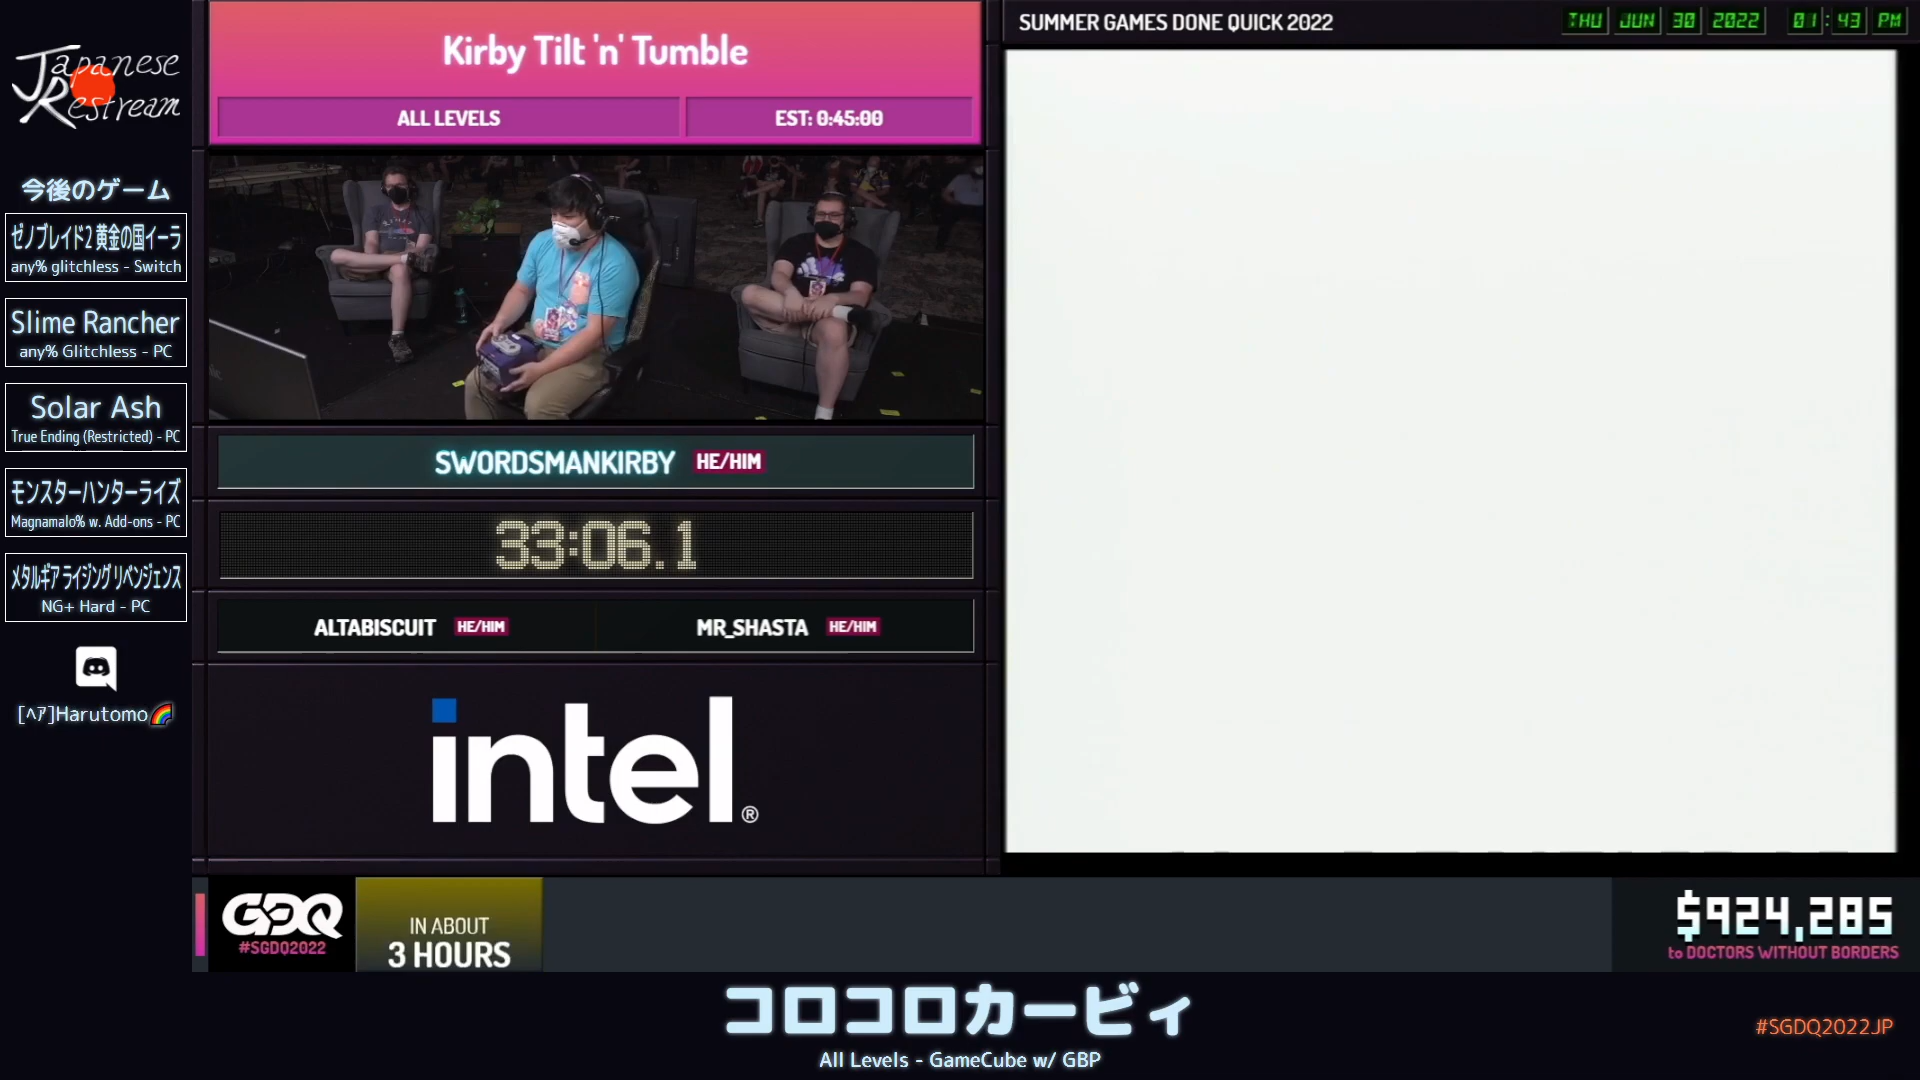 Japanese
Restream
今後のゲーム
ゼノブレイド2 黄金の国イーラ
any% glitchless - Switch
Slime Rancher
any% Glitchless - PC
Solar Ash
True Ending (Restricted) - PC
モンスターハンターライズ
Magnamalo% w. Add-ons - PC
メタルギア ライジング リベンジェンス
NG+ Hard - PC
[ヘア]Harutomo🌈
Kirby Tilt 'n' Tumble
ALL LEVELS
EST: 0:45:00
SWORDSMANKIRBY HE/HIM
33:06.1
ALTABISCUIT HE/HIM
MR_SHASTA HE/HIM
intel®
SUMMER GAMES DONE QUICK 2022
THU JUN 30 2022 01:43 PM
GDQ
#SGDQ2022
IN ABOUT
3 HOURS
$924,285
to DOCTORS WITHOUT BORDERS
コロコロカービィ
All Levels - GameCube w/ GBP
#SGDQ2022JP